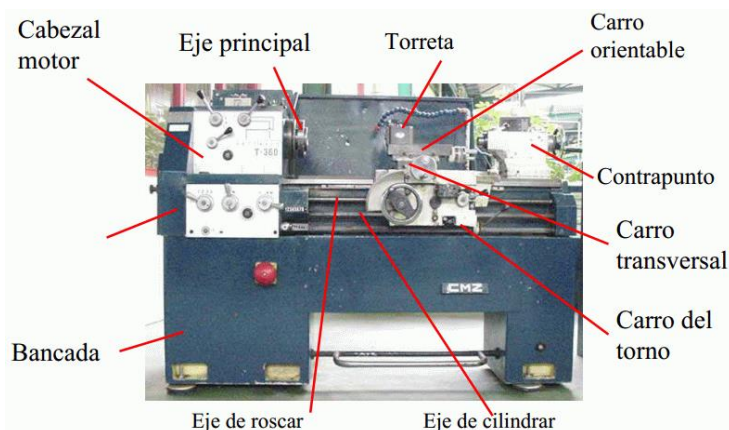 Cabezal
motor
Eje principal
Torreta
Carro
orientable
T-360
Contrapunto
Carro
transversal
CMZ
Carro del
torno
Bancada
Eje de roscar
Eje de cilindrar